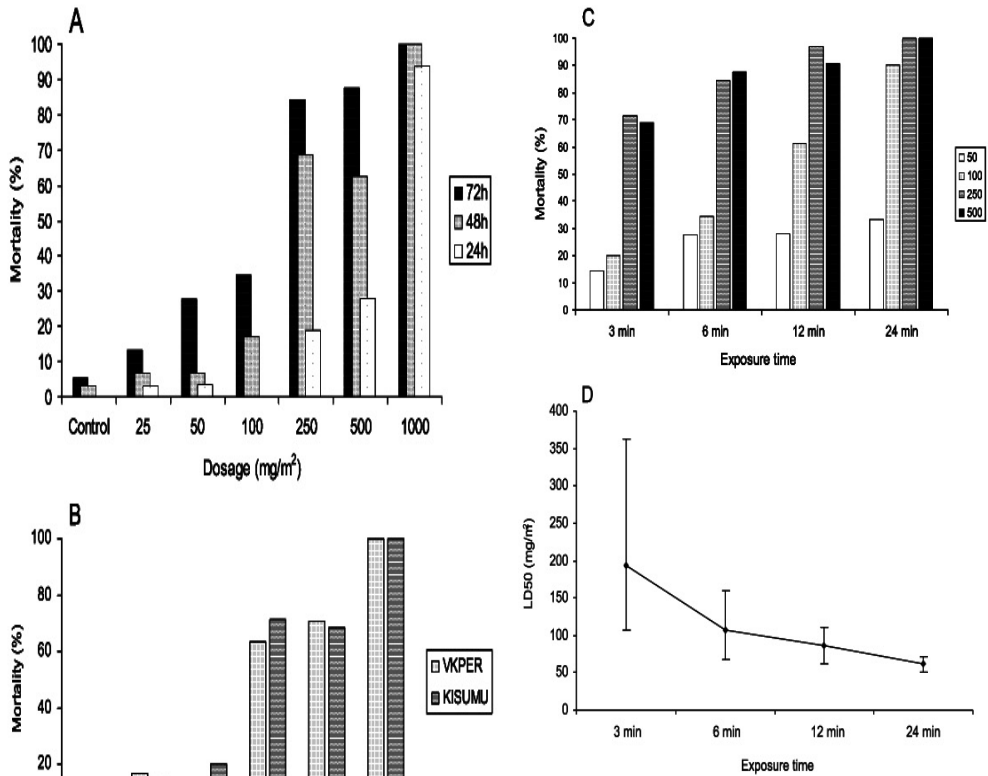 A
100
90
80
70
60
50
40
30
20
10
0
Mortality (%)
Control 25 50 100 250 500 1000
Dosage (mg/m²)
72h
48h
24h
B
100
80
60
40
20
Mortality (%)
VKPER
KISUMU
C
100
90
80
70
60
50
40
30
20
10
0
Mortality (%)
3 min 6 min 12 min 24 min
Exposure time
50
100
250
500
D
400
350
300
250
200
150
100
50
0
LD50 (mg/m²)
3 min 6 min 12 min 24 min
Exposure time